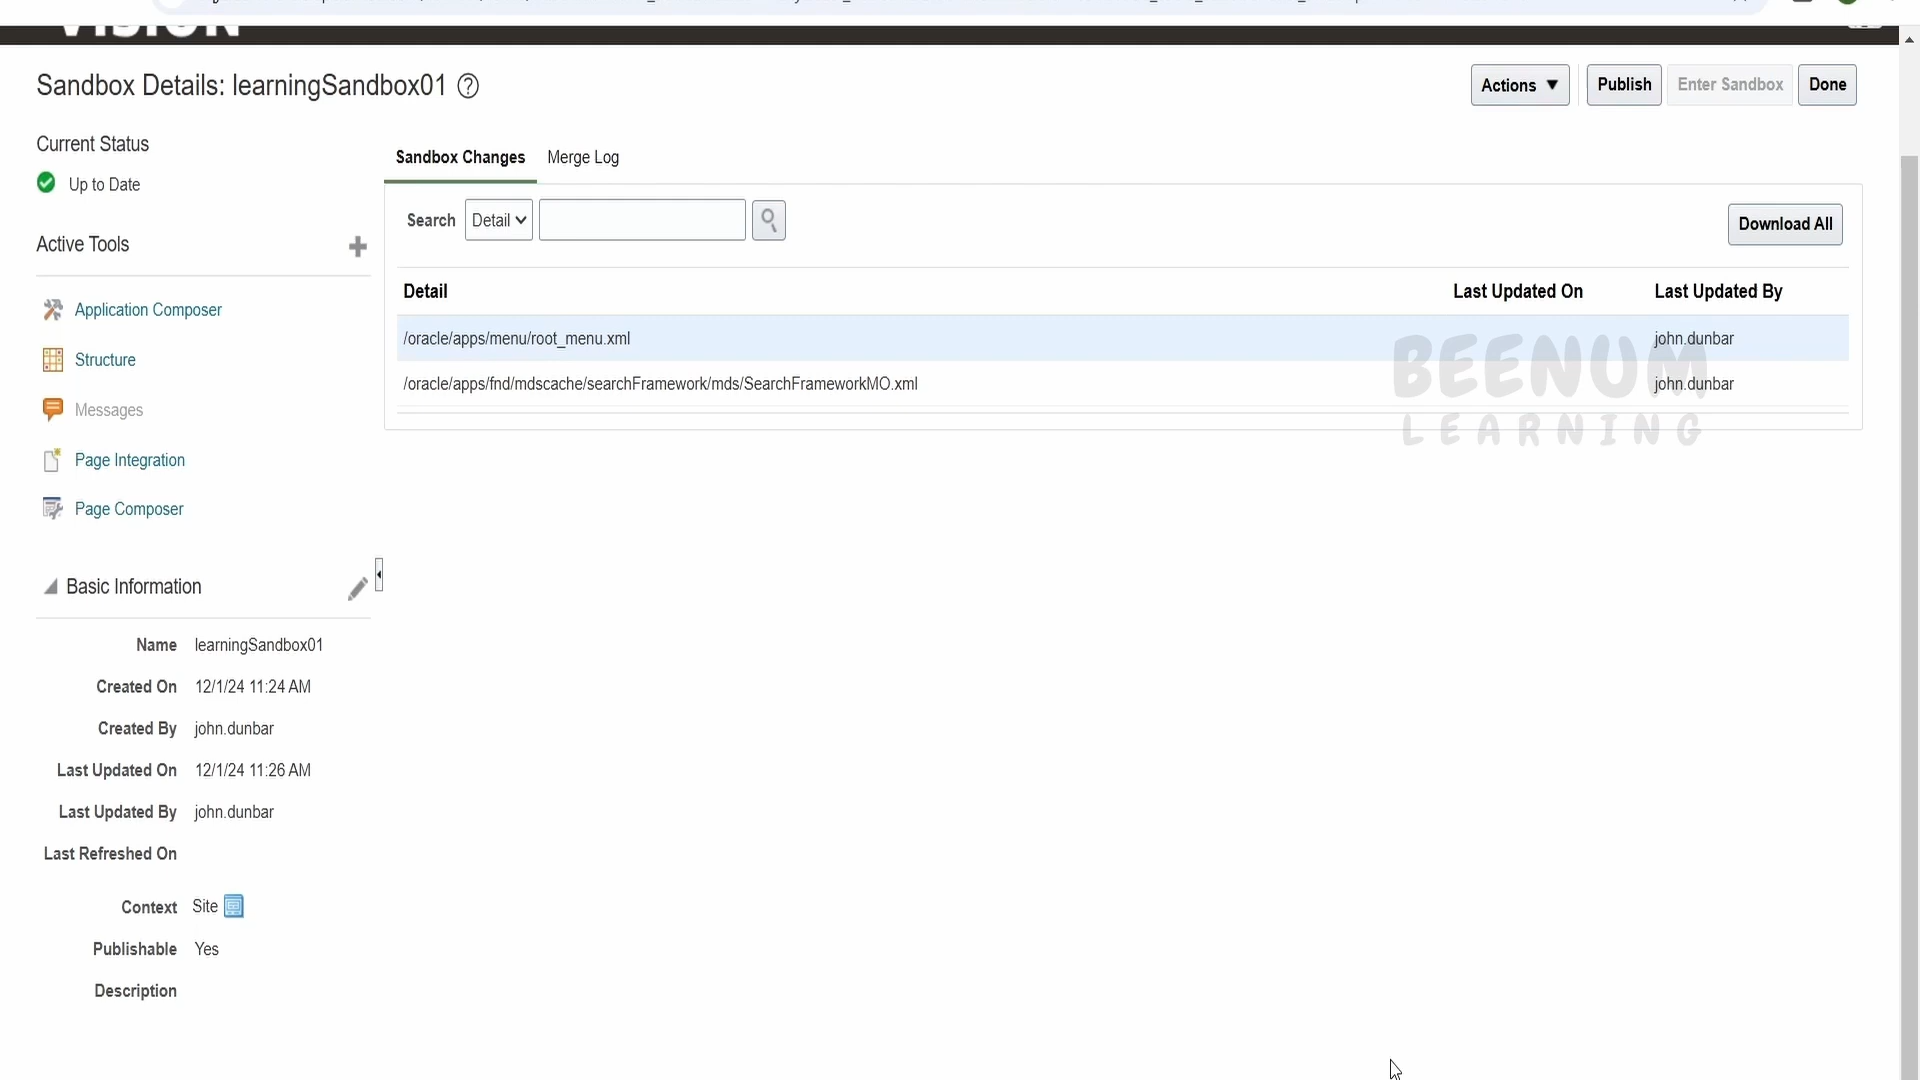 VISION
Sandbox Details: learningSandbox01
Actions
Publish
Enter Sandbox
Done
Current Status
Up to Date
Active Tools
Application Composer
Structure
Messages
Page Integration
Page Composer
Basic Information
Name learningSandbox01
Created On 12/1/24 11:24 AM
Created By john.dunbar
Last Updated On 12/1/24 11:26 AM
Last Updated By john.dunbar
Last Refreshed On
Context Site
Publishable Yes
Description
Sandbox Changes Merge Log
Search Detail
Download All
Detail Last Updated On Last Updated By
/oracle/apps/menu/root_menu.xml john.dunbar
/oracle/apps/fnd/mdscache/searchFramework/mds/SearchFrameworkMO.xml john.dunbar
BEENUM
LEARNING